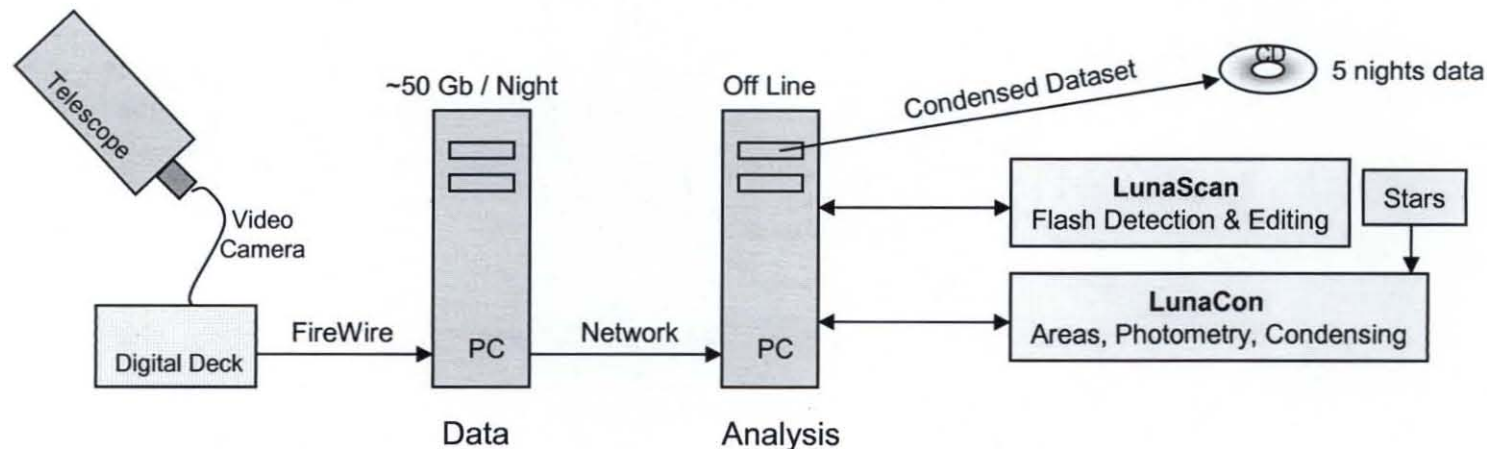 Telescope
Video
Camera
Digital Deck
FireWire
~50 Gb / Night
PC
Data
Network
Off Line
PC
Analysis
Condensed Dataset
CD
5 nights data
LunaScan
Flash Detection & Editing
Stars
LunaCon
Areas, Photometry, Condensing